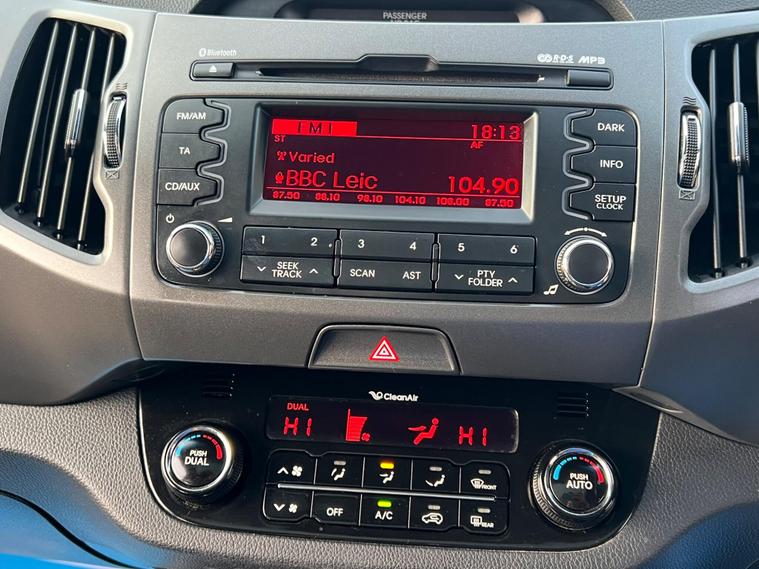 PASSENGER
Bluetooth
R·D·S MP3
FM/AM
TA
CD/AUX
FM1 18:13
ST AF
Varied
BBC Leic 104.90
87.50 88.10 98.10 104.10 108.00 87.50
DARK
INFO
SETUP
CLOCK
1 2 3 4 5 6
SEEK
TRACK
SCAN AST
PTY
FOLDER
CleanAir
DUAL
HI HI
PUSH
DUAL
PUSH
AUTO
FRONT
OFF A/C REAR